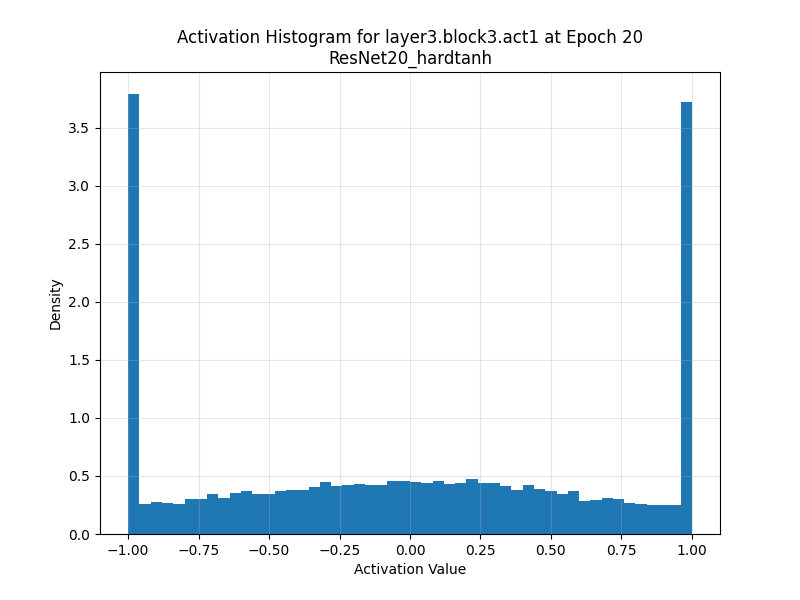 Activation Histogram for layer3.block3.act1 at Epoch 20
ResNet20_hardtanh
3.5
3.0
2.5
2.0
1.5
1.0
0.5
0.0
Density
−1.00 −0.75 −0.50 −0.25 0.00 0.25 0.50 0.75 1.00
Activation Value